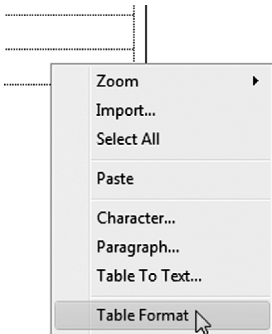 Zoom
Import...
Select All
Paste
Character...
Paragraph...
Table To Text...
Table Format